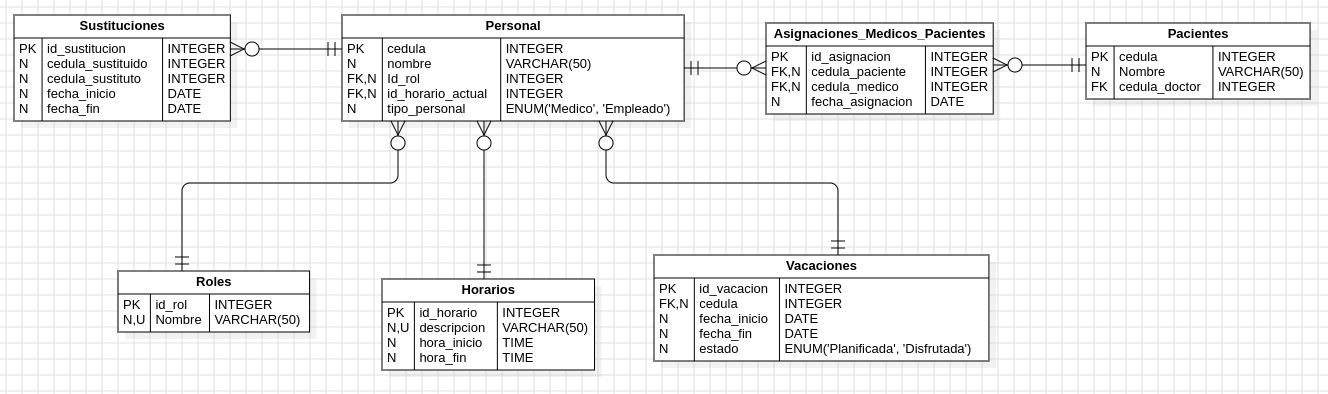 Sustituciones
PK id_sustitucion INTEGER
N cedula_sustituido INTEGER
N cedula_sustituto INTEGER
N fecha_inicio DATE
N fecha_fin DATE
Personal
PK cedula INTEGER
N nombre VARCHAR(50)
FK,N Id_rol INTEGER
FK,N id_horario_actual INTEGER
N tipo_personal ENUM('Medico', 'Empleado')
Asignaciones_Medicos_Pacientes
PK id_asignacion INTEGER
FK,N cedula_paciente INTEGER
FK,N cedula_medico INTEGER
N fecha_asignacion DATE
Pacientes
PK cedula INTEGER
N Nombre VARCHAR(50)
FK cedula_doctor INTEGER
Roles
PK id_rol INTEGER
N,U Nombre VARCHAR(50)
Horarios
PK id_horario INTEGER
N,U descripcion VARCHAR(50)
N hora_inicio TIME
N hora_fin TIME
Vacaciones
PK id_vacacion INTEGER
FK,N cedula INTEGER
N fecha_inicio DATE
N fecha_fin DATE
N estado ENUM('Planificada', 'Disfrutada')